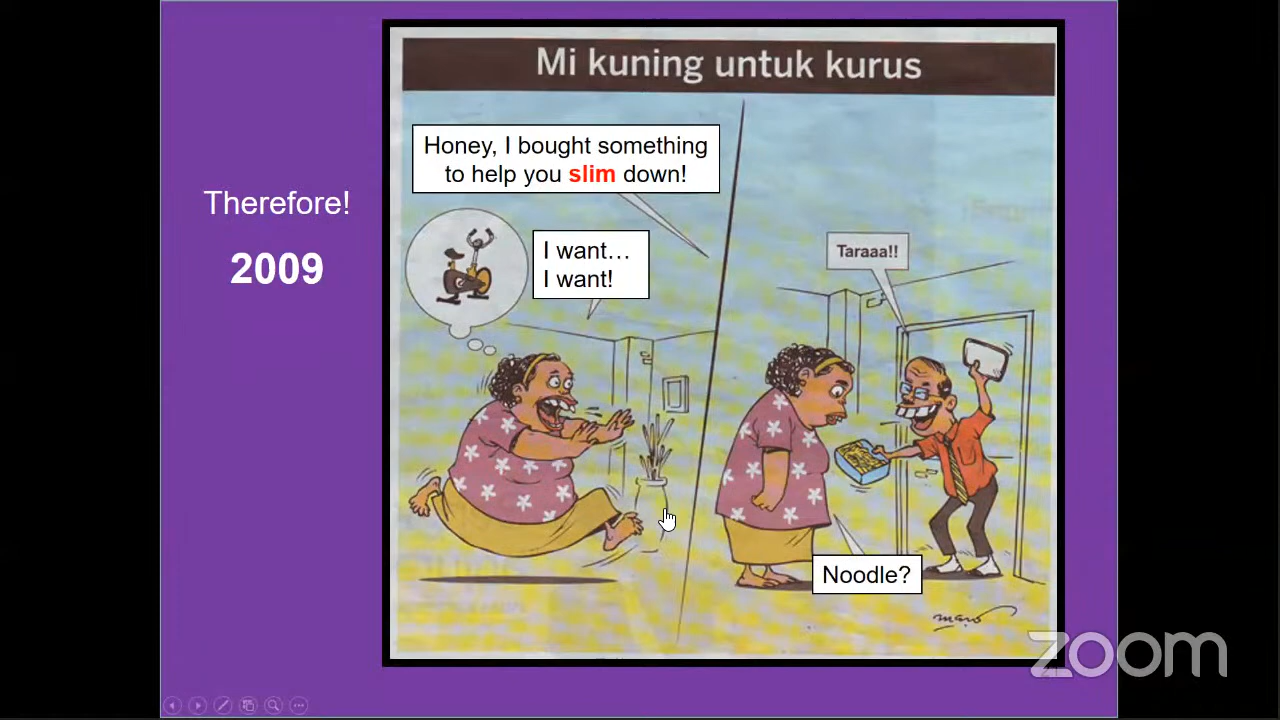 Mi kuning untuk kurus
Therefore!
2009
Honey, I bought something
to help you slim down!
I want…
I want!
Taraaa!!
Noodle?
zoom